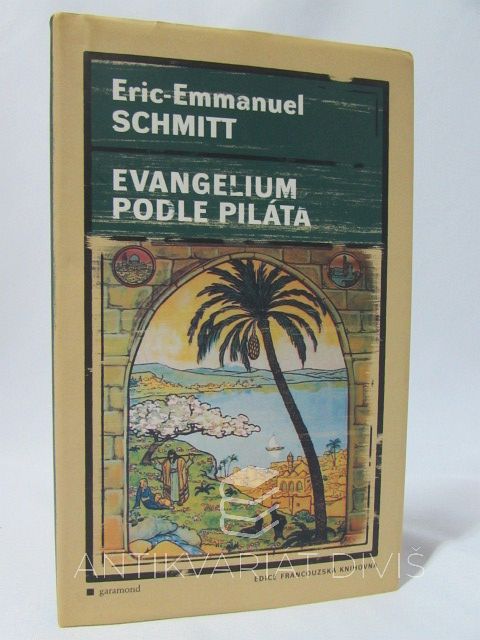 Eric-Emmanuel
SCHMITT
EVANGELIUM
PODLE PILÁTA
ANTIKVARIÁT DIVIŠ
EDICE FRANCOUZSKÁ KNIHOVNA
garamond